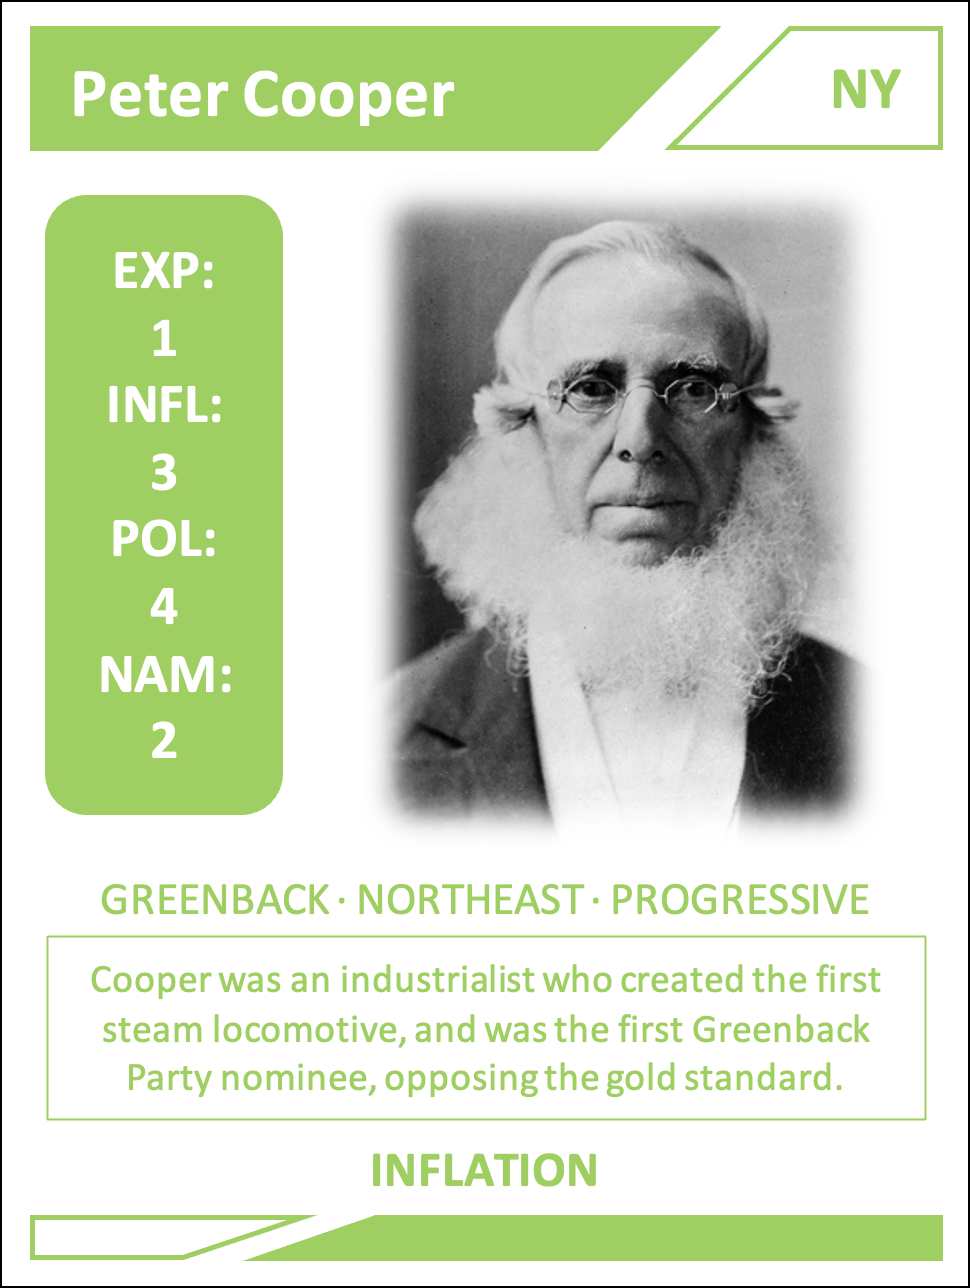 Peter Cooper
NY
EXP:
1
INFL:
3
POL:
4
NAM:
2
GREENBACK · NORTHEAST · PROGRESSIVE
Cooper was an industrialist who created the first
steam locomotive, and was the first Greenback
Party nominee, opposing the gold standard.
INFLATION